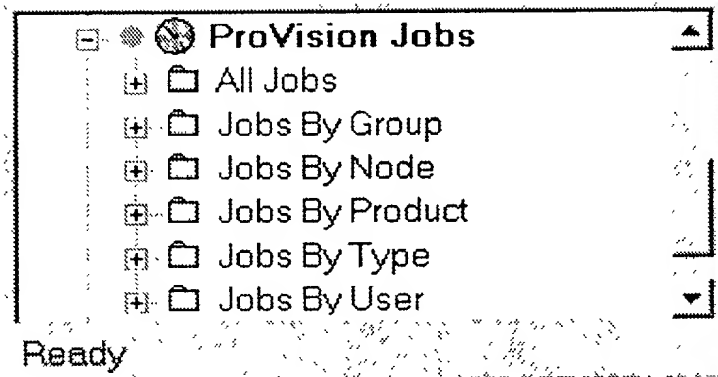 ProVision Jobs
All Jobs
Jobs By Group
Jobs By Node
Jobs By Product
Jobs By Type
Jobs By User
Ready